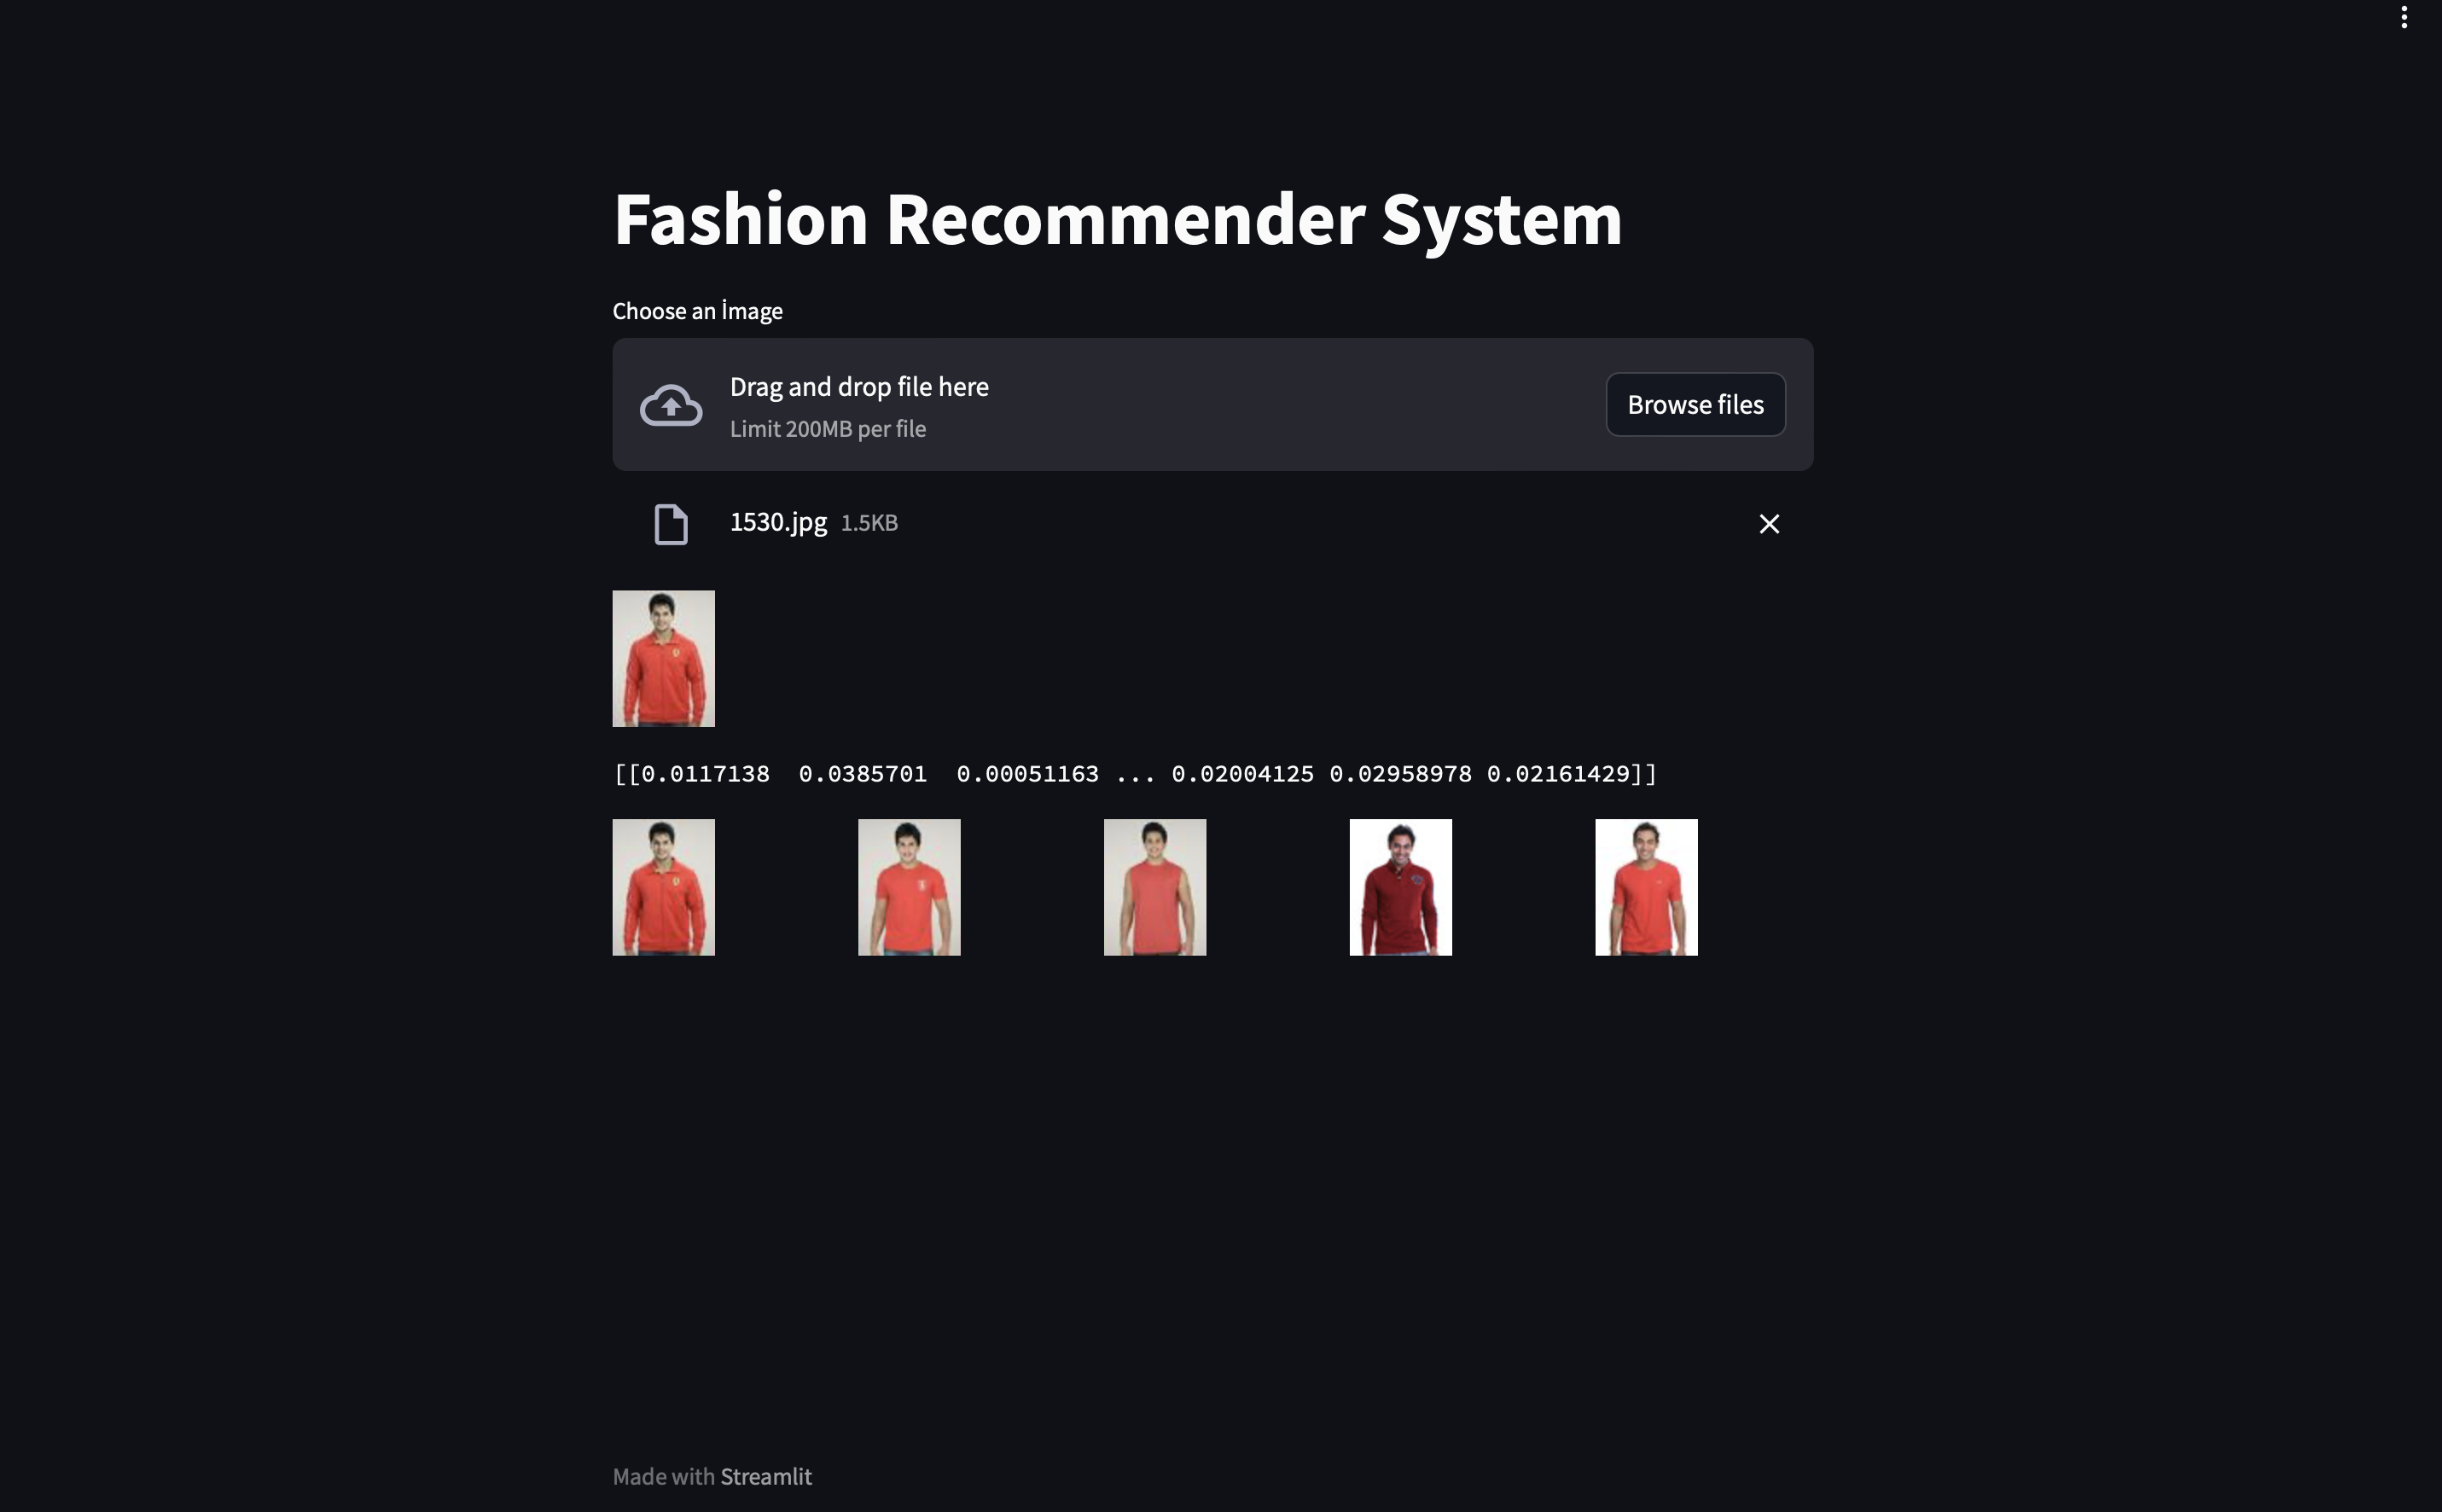 Fashion Recommender System
Choose an İmage
Drag and drop file here
Limit 200MB per file
Browse files
1530.jpg 1.5KB
[[0.0117138  0.0385701  0.00051163 ... 0.02004125 0.02958978 0.02161429]]
Made with Streamlit